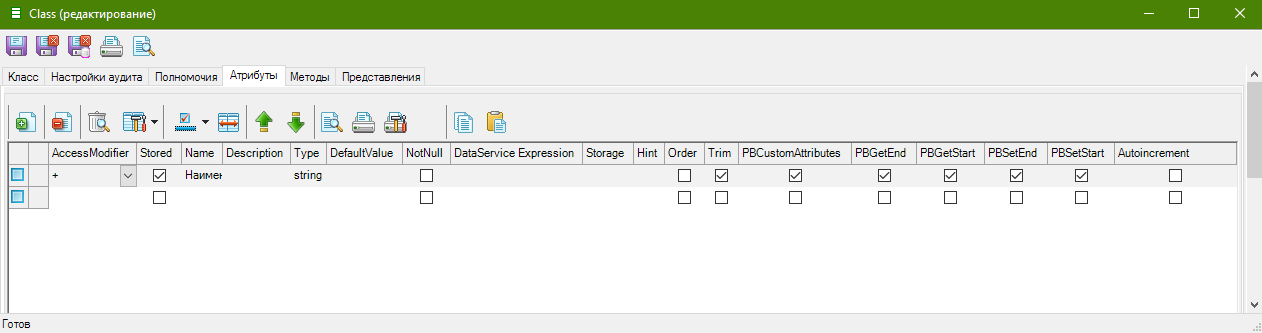 Class (редактирование)
Класс Настройки аудита Полномочия Атрибуты Методы Представления
AccessModifier Stored Name Description Type DefaultValue NotNull DataService Expression Storage Hint Order Trim PBCustomAttributes PBGetEnd PBGetStart PBSetEnd PBSetStart Autoincrement
+ Наимен string
Готов